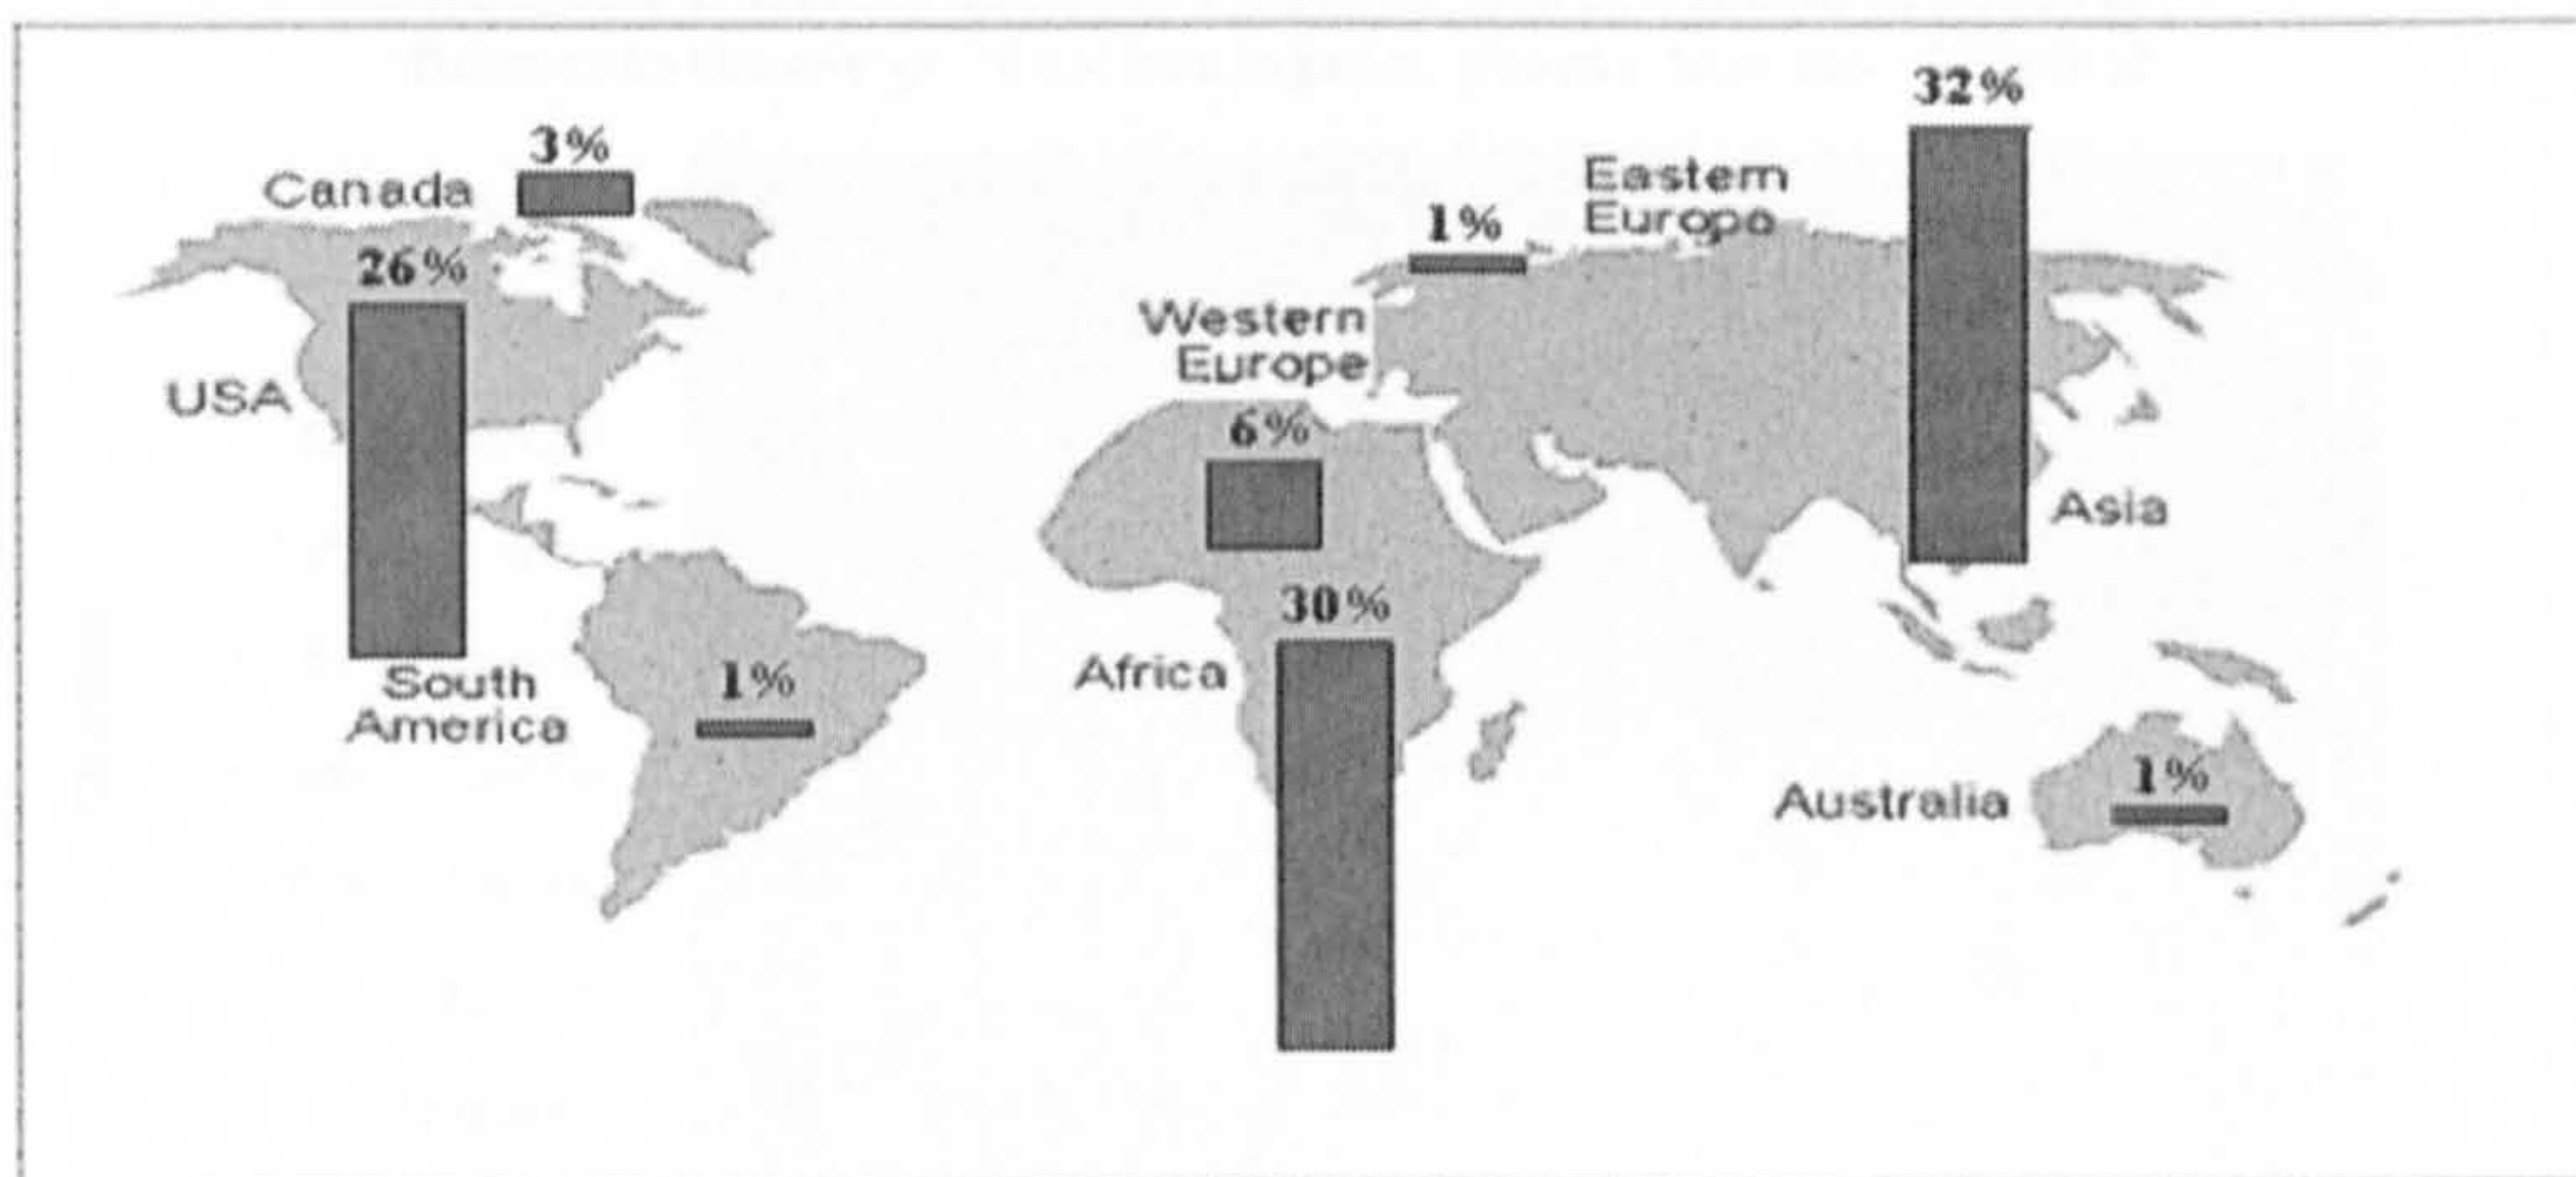 3%
Canada
26%
USA
South
America
1%
32%
Eastern
Europe
1%
Western
Europe
6%
Asia
30%
Africa
1%
Australia